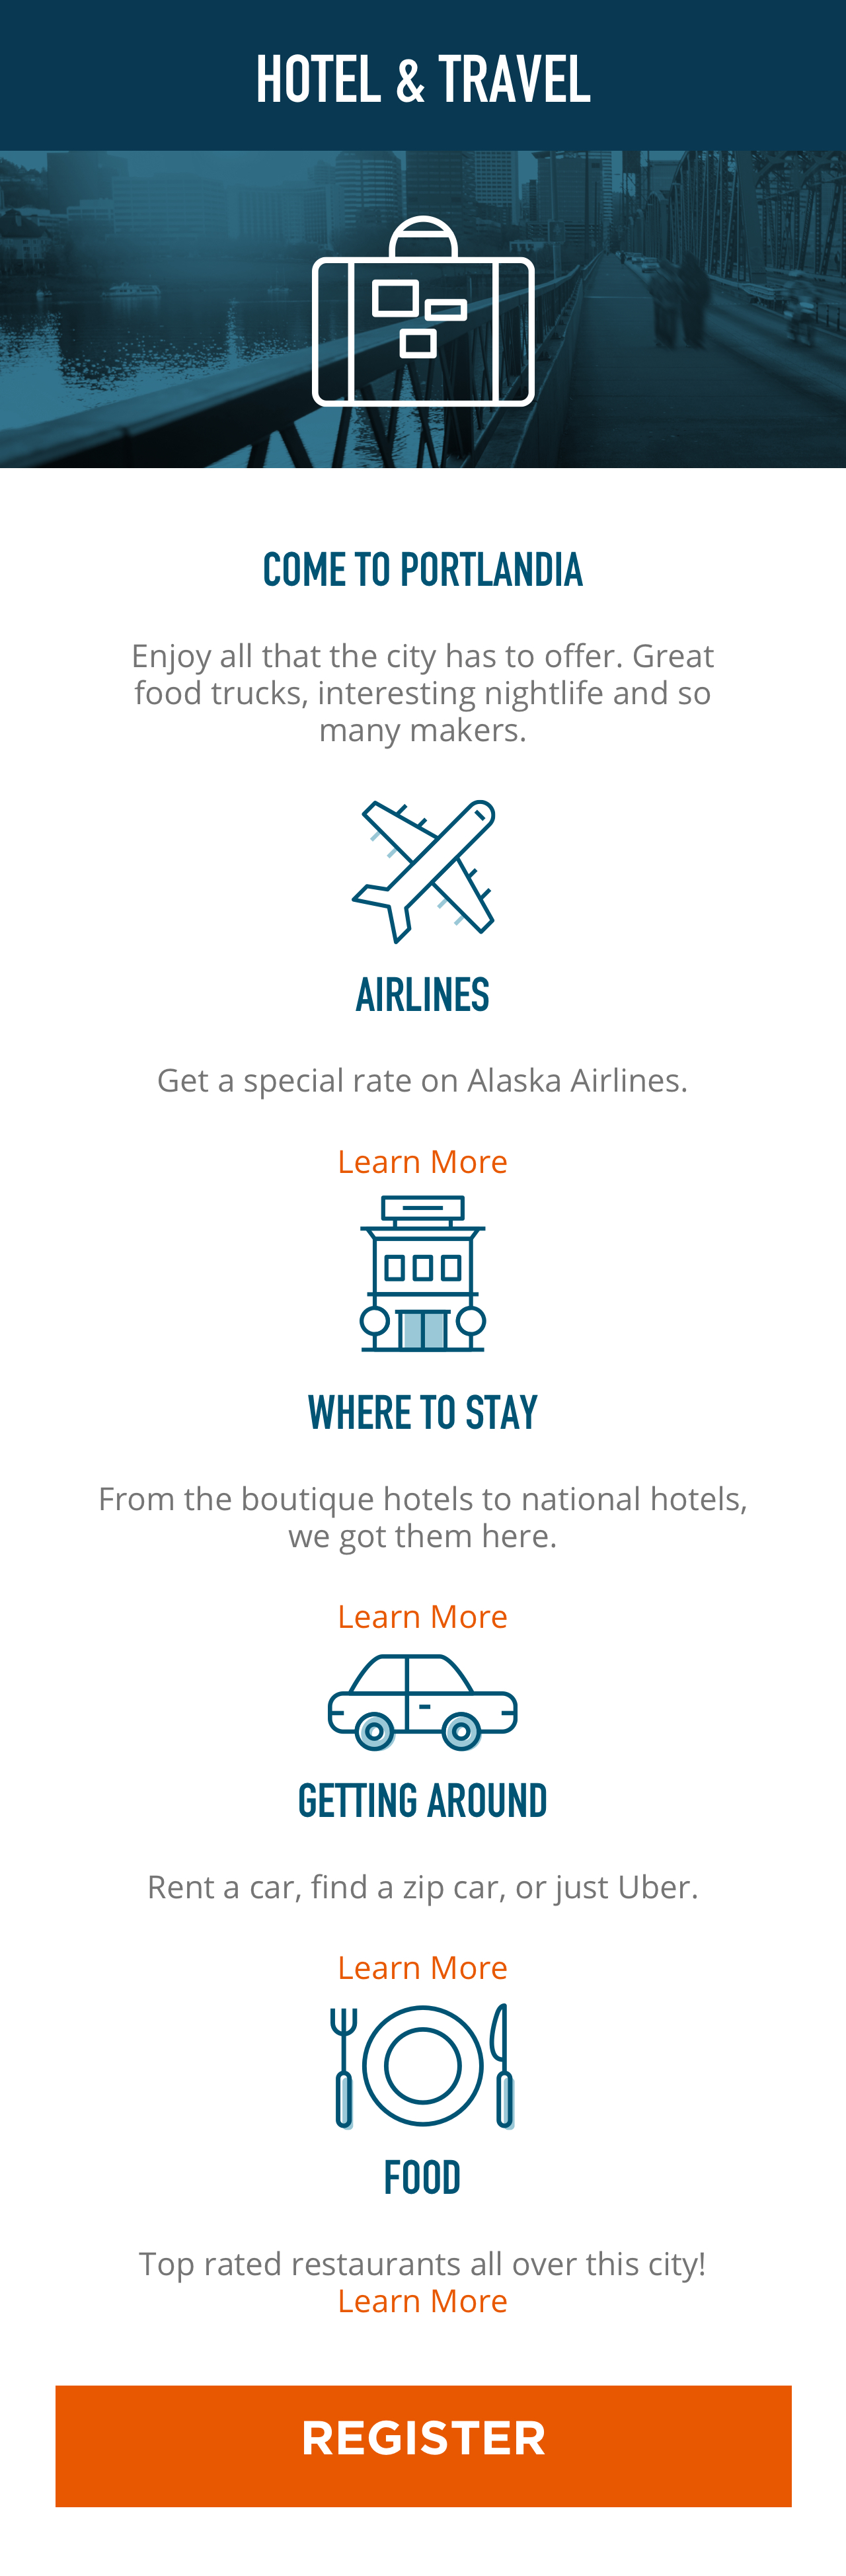 HOTEL & TRAVEL
COME TO PORTLANDIA
Enjoy all that the city has to offer. Great
food trucks, interesting nightlife and so
many makers.
AIRLINES
Get a special rate on Alaska Airlines.
Learn More
WHERE TO STAY
From the boutique hotels to national hotels,
we got them here.
Learn More
GETTING AROUND
Rent a car, find a zip car, or just Uber.
Learn More
FOOD
Top rated restaurants all over this city!
Learn More
REGISTER